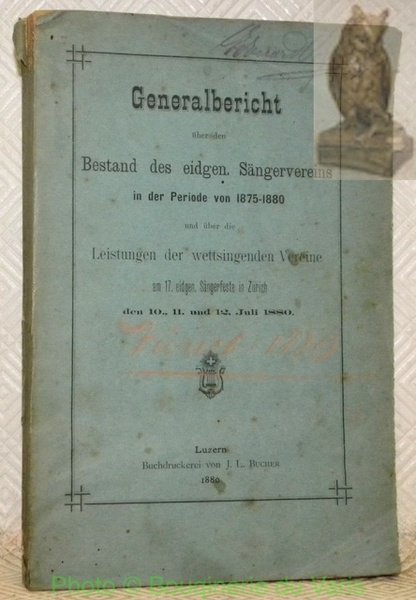 Generalbericht
über den
Bestand des eidgen. Sängervereins
in der Periode von 1875-1880
und über die
Leistungen der wettsingenden Vereine
am 17. eidgen. Sängerfeste in Zürich
den 10., 11. und 12. Juli 1880.
Zürich 1880
Luzern
Buchdruckerei von J. L. BUCHER
1880
Photo © Bouquinerie du Varis